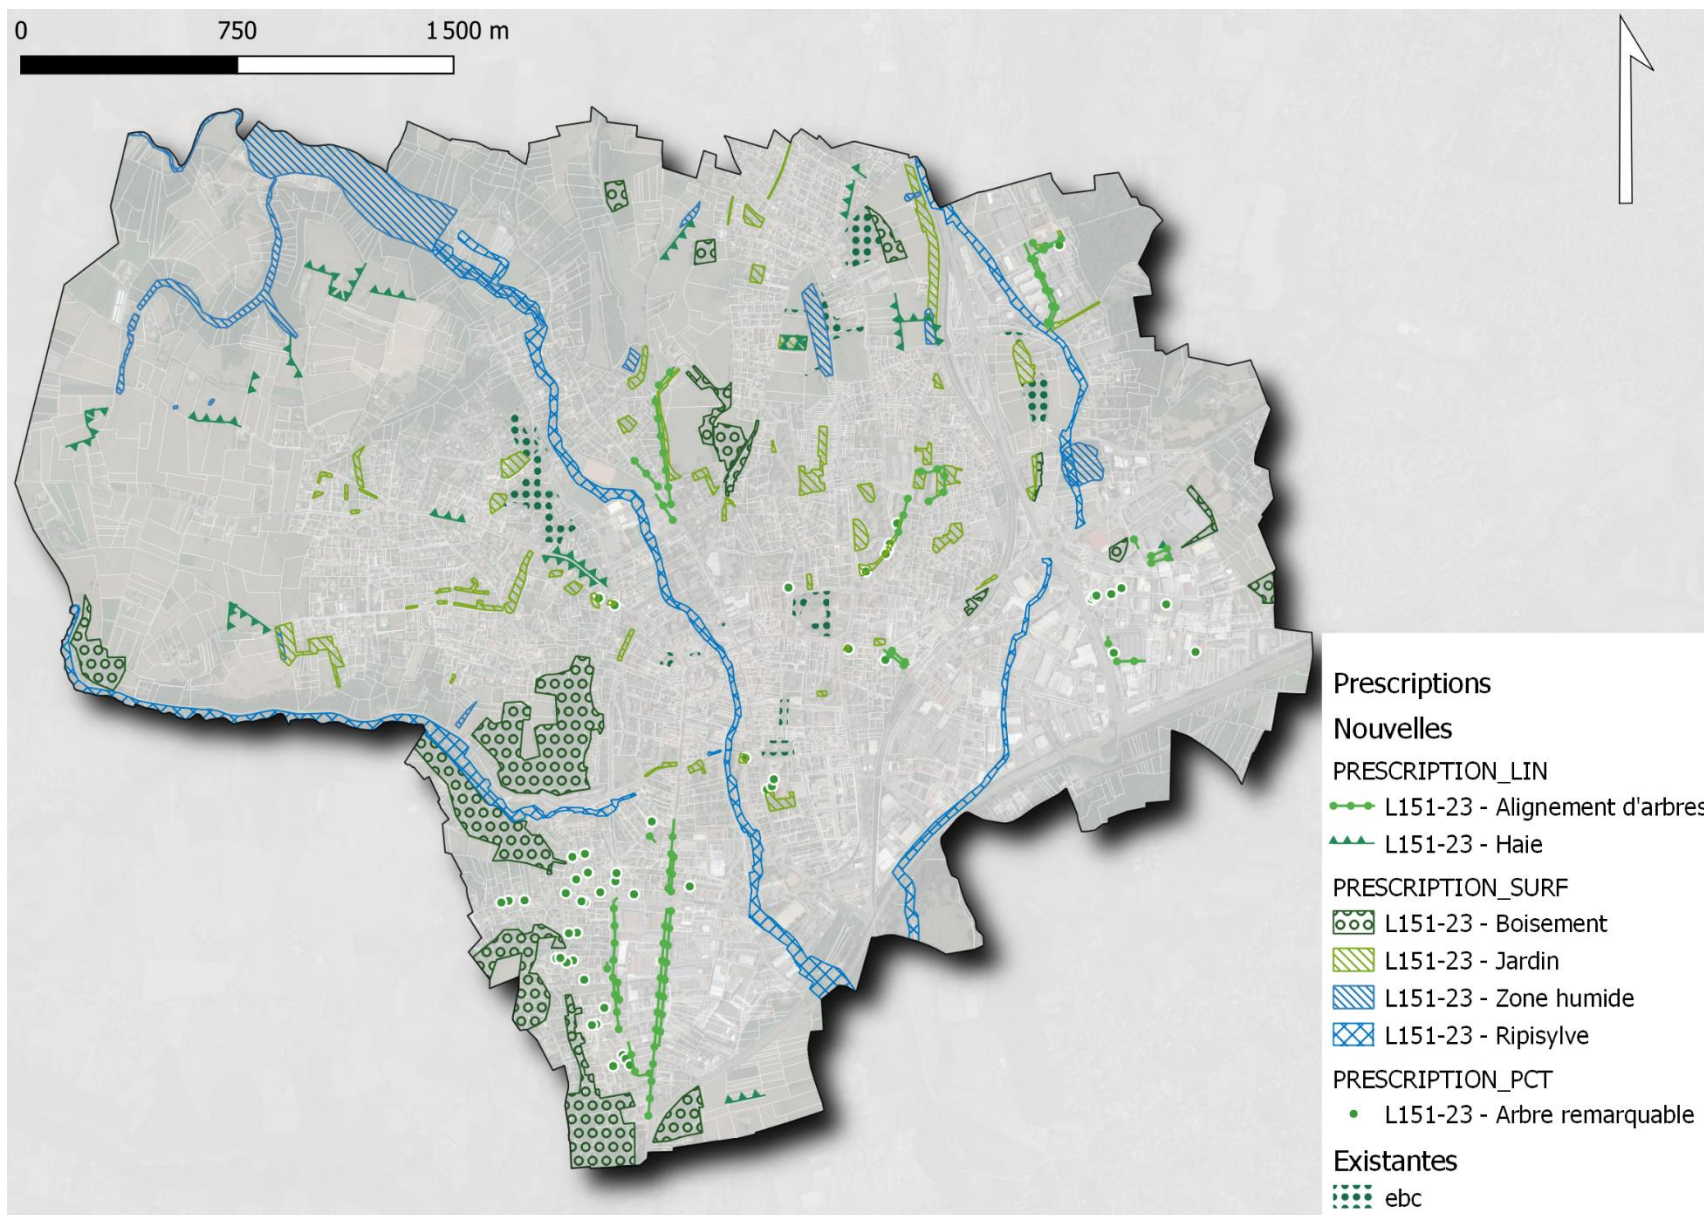 0 750 1 500 m
Prescriptions
Nouvelles
PRESCRIPTION_LIN
L151-23 - Alignement d'arbres
L151-23 - Haie
PRESCRIPTION_SURF
L151-23 - Boisement
L151-23 - Jardin
L151-23 - Zone humide
L151-23 - Ripisylve
PRESCRIPTION_PCT
L151-23 - Arbre remarquable
Existantes
ebc